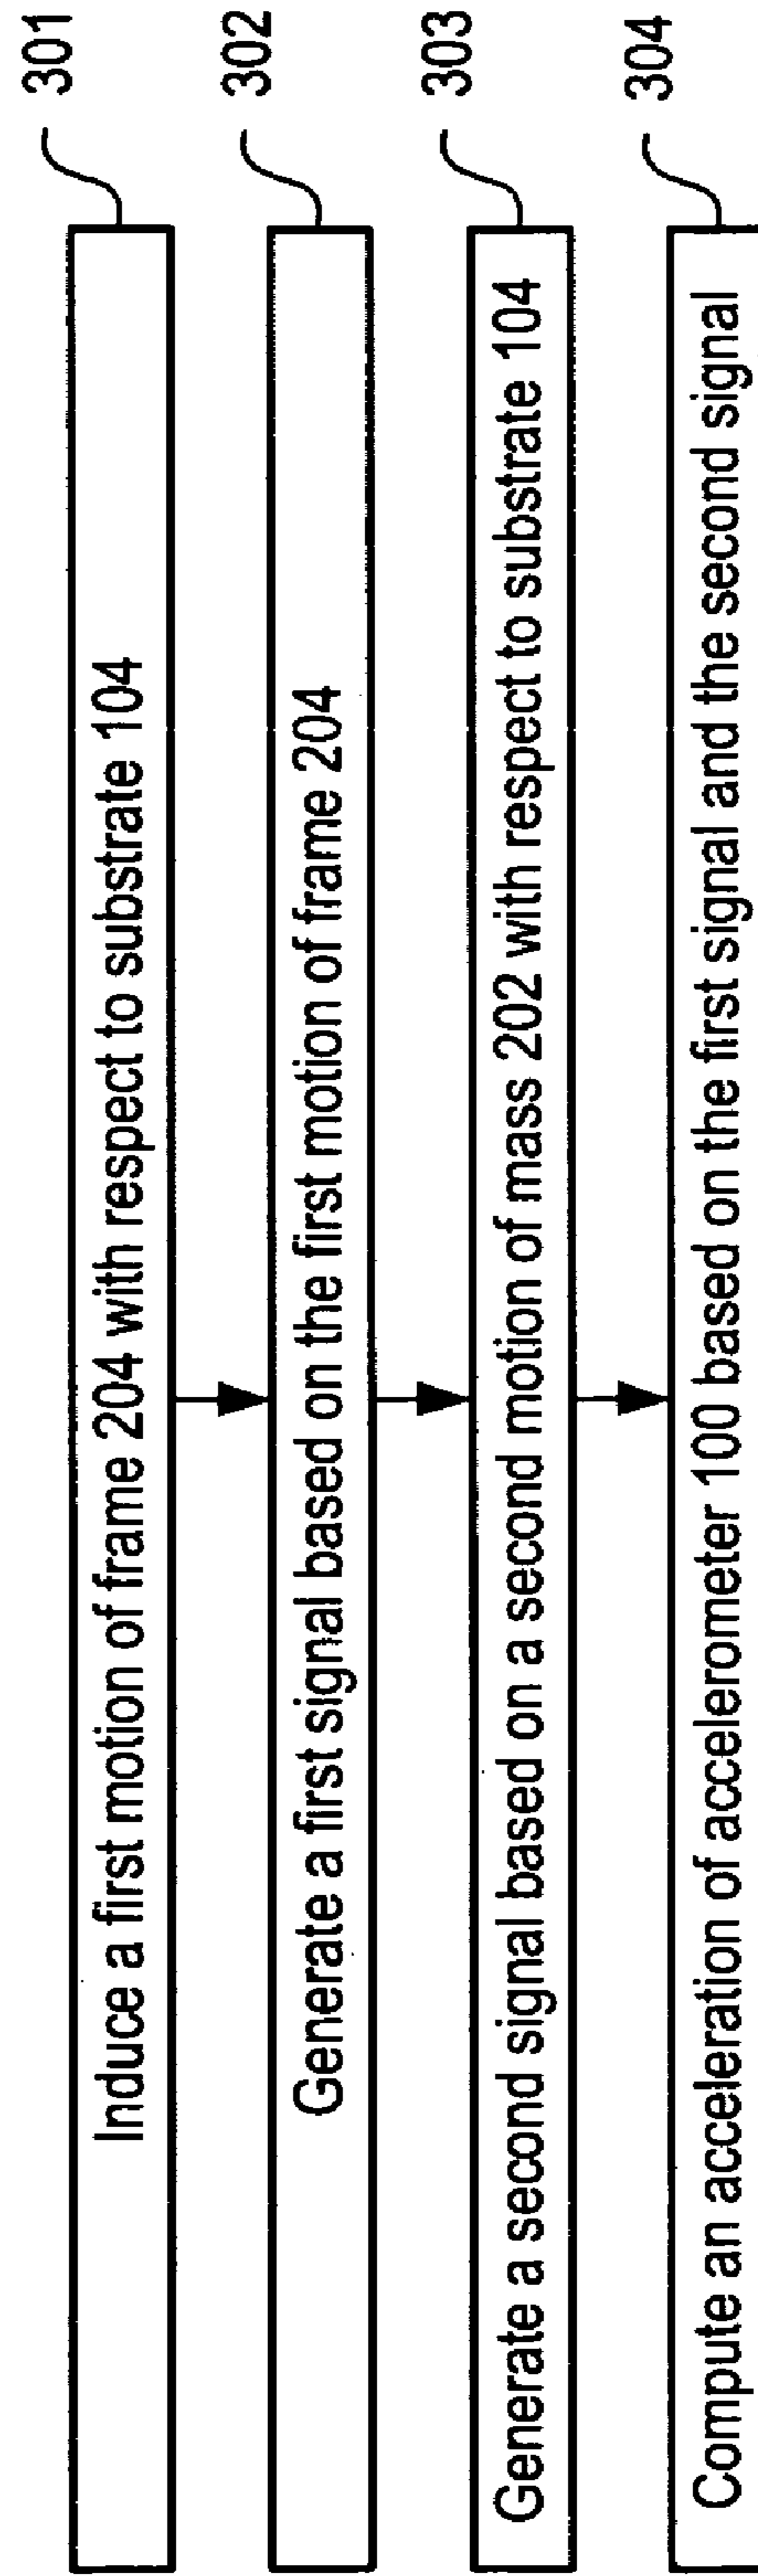 301
Induce a first motion of frame 204 with respect to substrate 104
302
Generate a first signal based on the first motion of frame 204
303
Generate a second signal based on a second motion of mass 202 with respect to substrate 104
304
Compute an acceleration of accelerometer 100 based on the first signal and the second signal